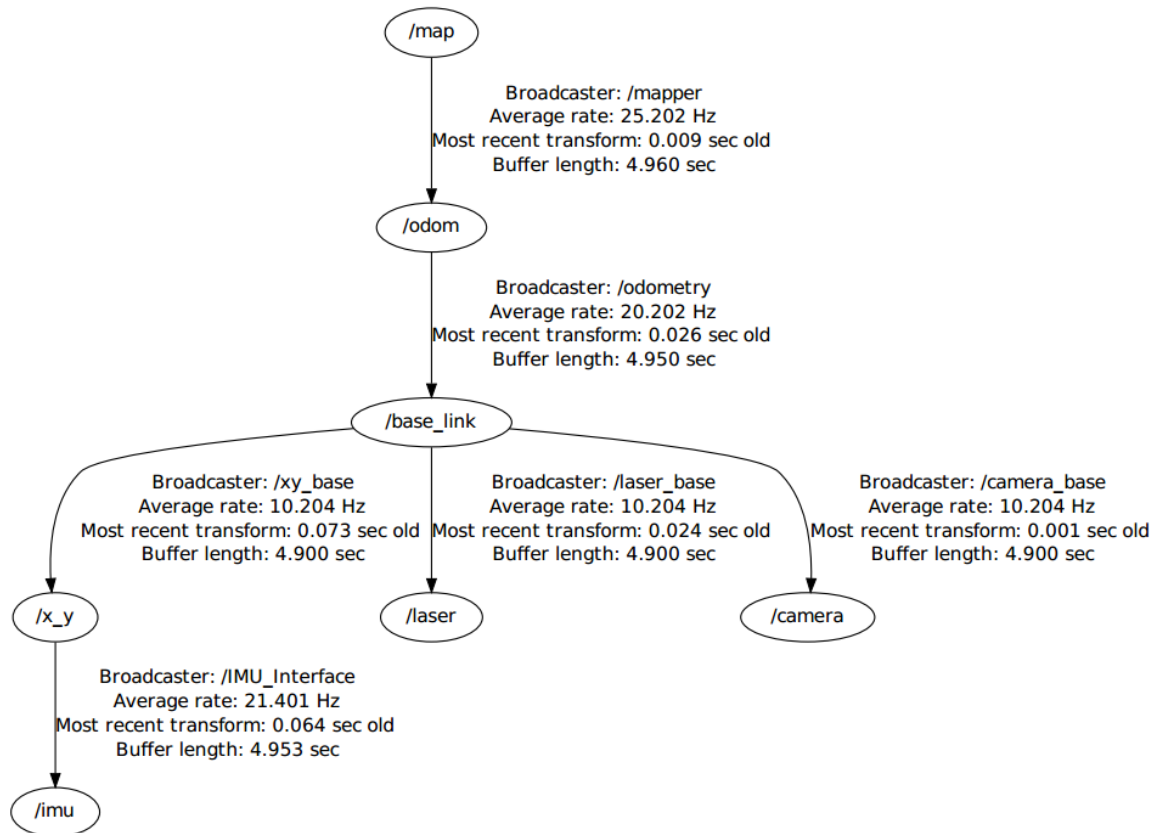 /map
Broadcaster: /mapper
Average rate: 25.202 Hz
Most recent transform: 0.009 sec old
Buffer length: 4.960 sec
/odom
Broadcaster: /odometry
Average rate: 20.202 Hz
Most recent transform: 0.026 sec old
Buffer length: 4.950 sec
/base_link
Broadcaster: /xy_base
Average rate: 10.204 Hz
Most recent transform: 0.073 sec old
Buffer length: 4.900 sec
Broadcaster: /laser_base
Average rate: 10.204 Hz
Most recent transform: 0.024 sec old
Buffer length: 4.900 sec
Broadcaster: /camera_base
Average rate: 10.204 Hz
Most recent transform: 0.001 sec old
Buffer length: 4.900 sec
/x_y
/laser
/camera
Broadcaster: /IMU_Interface
Average rate: 21.401 Hz
Most recent transform: 0.064 sec old
Buffer length: 4.953 sec
/imu